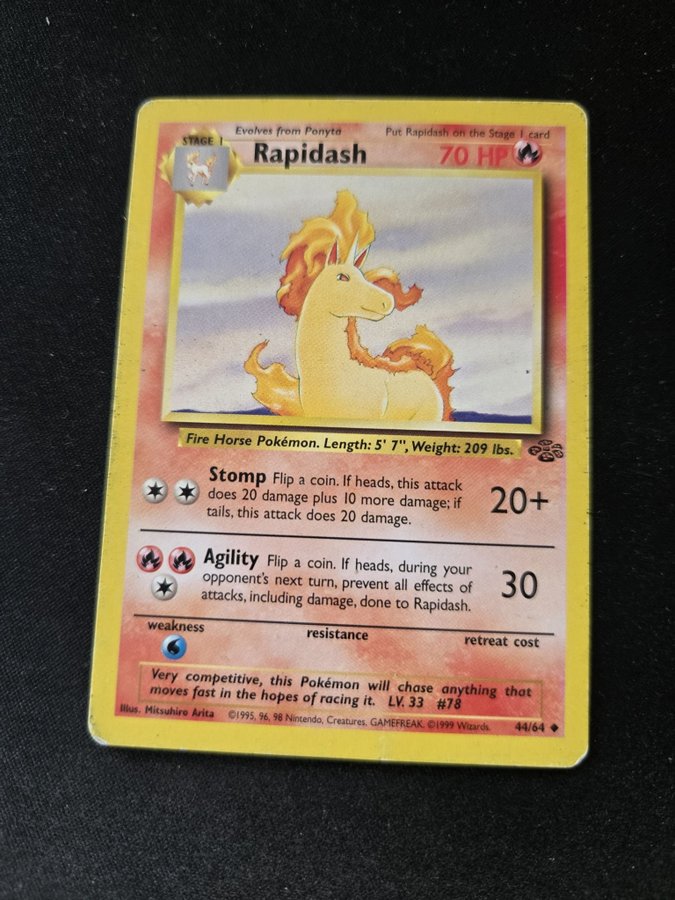 Evolves from Ponyta
Put Rapidash on the Stage 1 card
STAGE 1
Rapidash
70 HP
Fire Horse Pokémon. Length: 5' 7", Weight: 209 lbs.
Stomp Flip a coin. If heads, this attack
does 20 damage plus 10 more damage; if
tails, this attack does 20 damage.
20+
Agility Flip a coin. If heads, during your
opponent's next turn, prevent all effects of
attacks, including damage, done to Rapidash.
30
weakness
resistance
retreat cost
Very competitive, this Pokémon will chase anything that
moves fast in the hopes of racing it. LV. 33 #78
Illus. Mitsuhiro Arita ©1995, 96, 98 Nintendo, Creatures, GAMEFREAK. ©1999 Wizards. 44/64